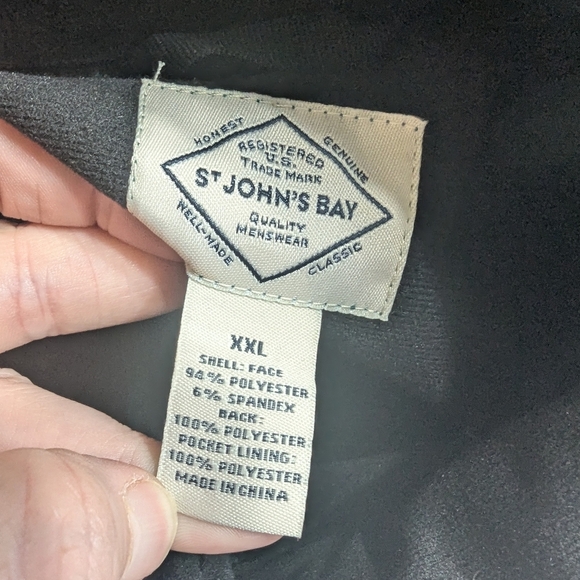 HONEST
GENUINE
REGISTERED
U.S.
TRADE MARK
ST JOHN'S BAY
QUALITY
MENSWEAR
WELL-MADE
CLASSIC
XXL
SHELL: FACE
94% POLYESTER
6% SPANDEX
BACK:
100% POLYESTER
POCKET LINING:
100% POLYESTER
MADE IN CHINA